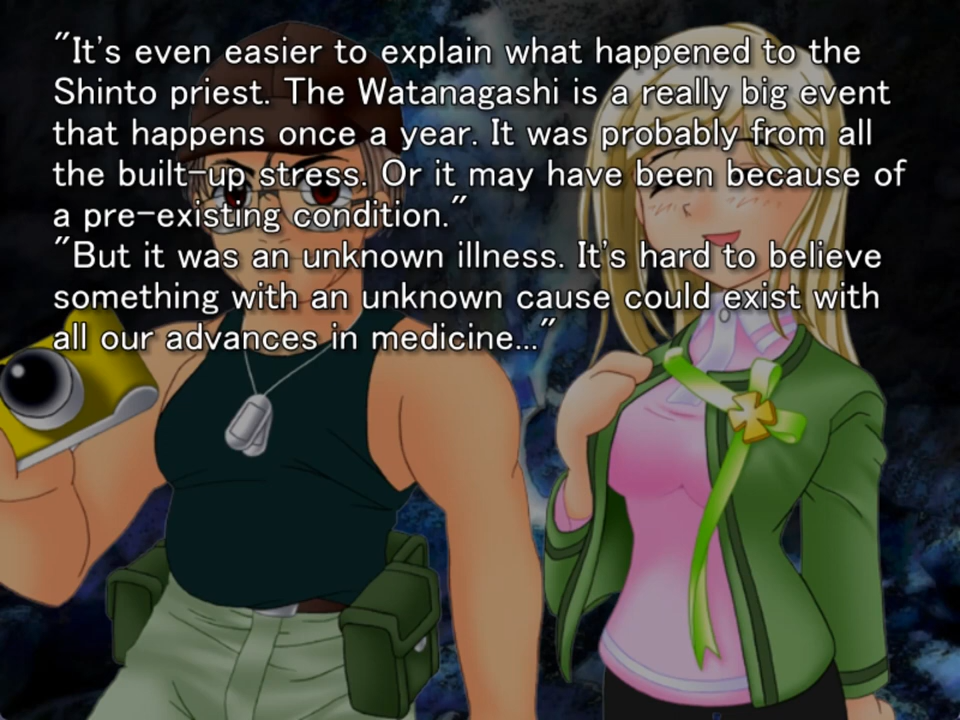 "It's even easier to explain what happened to the
Shinto priest. The Watanagashi is a really big event
that happens once a year. It was probably from all
the built-up stress. Or it may have been because of
a pre-existing condition."
"But it was an unknown illness. It's hard to believe
something with an unknown cause could exist with
all our advances in medicine..."